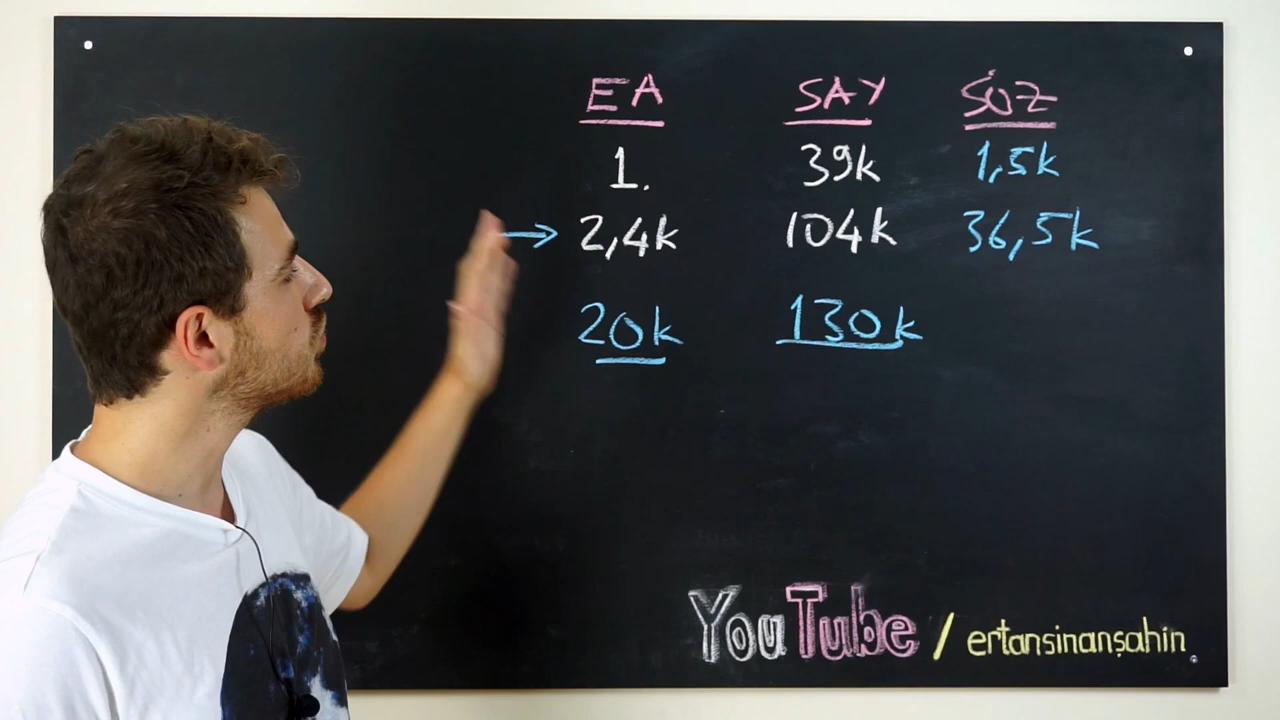 EA SAY SÖZ
1. 39k 1,5k
2,4k 104k 36,5k
20k 130k
YouTube / ertansinanşahin